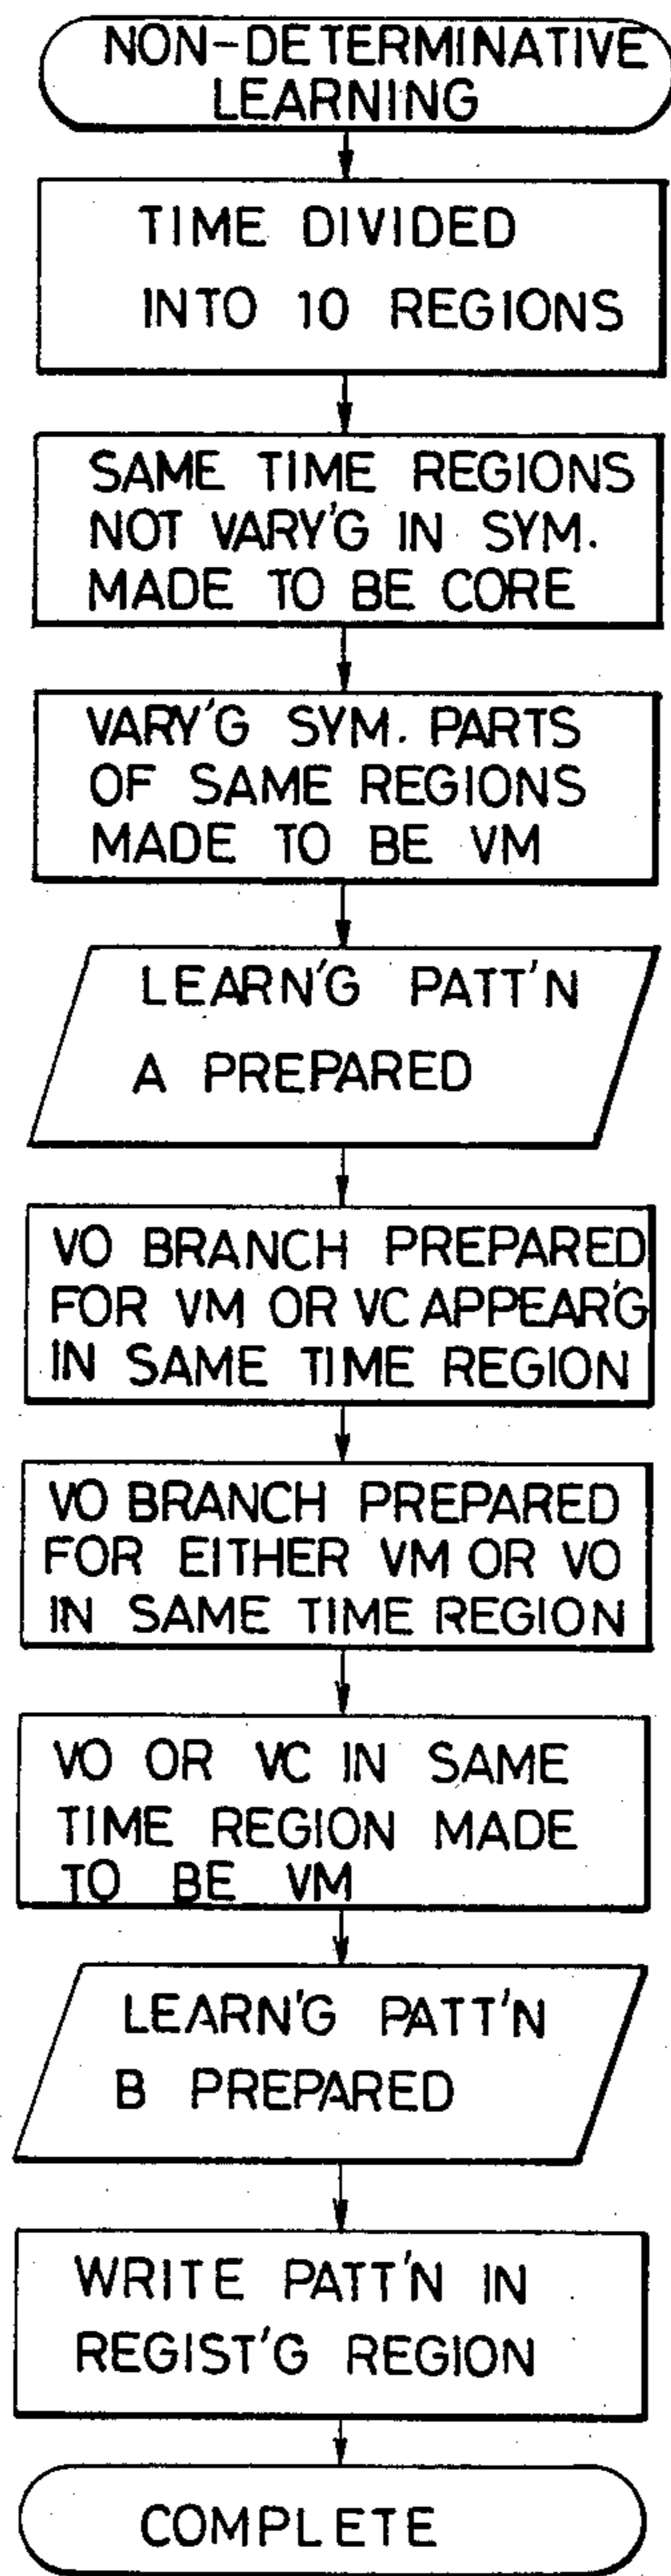 NON-DETERMINATIVE
LEARNING
TIME DIVIDED
INTO 10 REGIONS
SAME TIME REGIONS
NOT VARY'G IN SYM.
MADE TO BE CORE
VARY'G SYM. PARTS
OF SAME REGIONS
MADE TO BE VM
LEARN'G PATT'N
A PREPARED
VO BRANCH PREPARED
FOR VM OR VC APPEAR'G
IN SAME TIME REGION
VO BRANCH PREPARED
FOR EITHER VM OR VO
IN SAME TIME REGION
VO OR VC IN SAME
TIME REGION MADE
TO BE VM
LEARN'G PATT'N
B PREPARED
WRITE PATT'N IN
REGIST'G REGION
COMPLETE